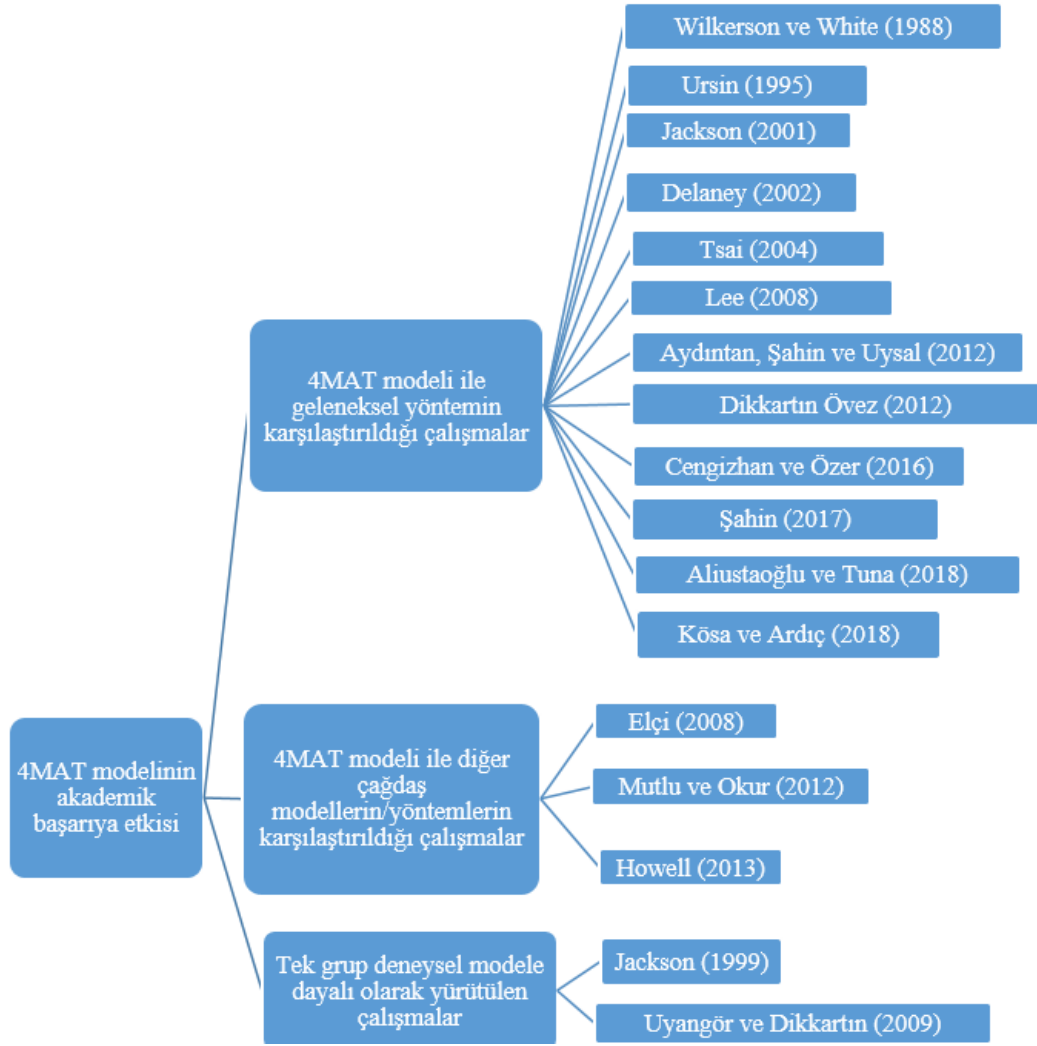 4MAT modelinin
akademik
başarıya etkisi
4MAT modeli ile
geleneksel yöntemin
karşılaştırıldığı çalışmalar
Wilkerson ve White (1988)
Ursin (1995)
Jackson (2001)
Delaney (2002)
Tsai (2004)
Lee (2008)
Aydıntan, Şahin ve Uysal (2012)
Dikkartın Övez (2012)
Cengizhan ve Özer (2016)
Şahin (2017)
Aliustaoğlu ve Tuna (2018)
Kösa ve Ardıç (2018)
4MAT modeli ile diğer
çağdaş
modellerin/yöntemlerin
karşılaştırıldığı çalışmalar
Elçi (2008)
Mutlu ve Okur (2012)
Howell (2013)
Tek grup deneysel modele
dayalı olarak yürütülen
çalışmalar
Jackson (1999)
Uyangör ve Dikkartın (2009)